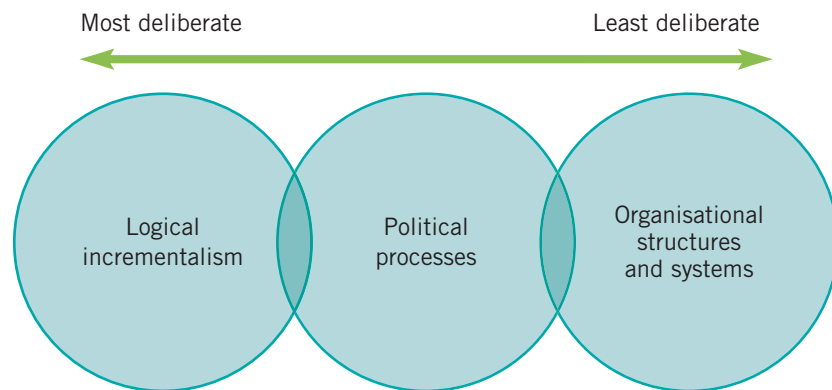 Most deliberate
Least deliberate
Logical
incrementalism
Political
processes
Organisational
structures
and systems